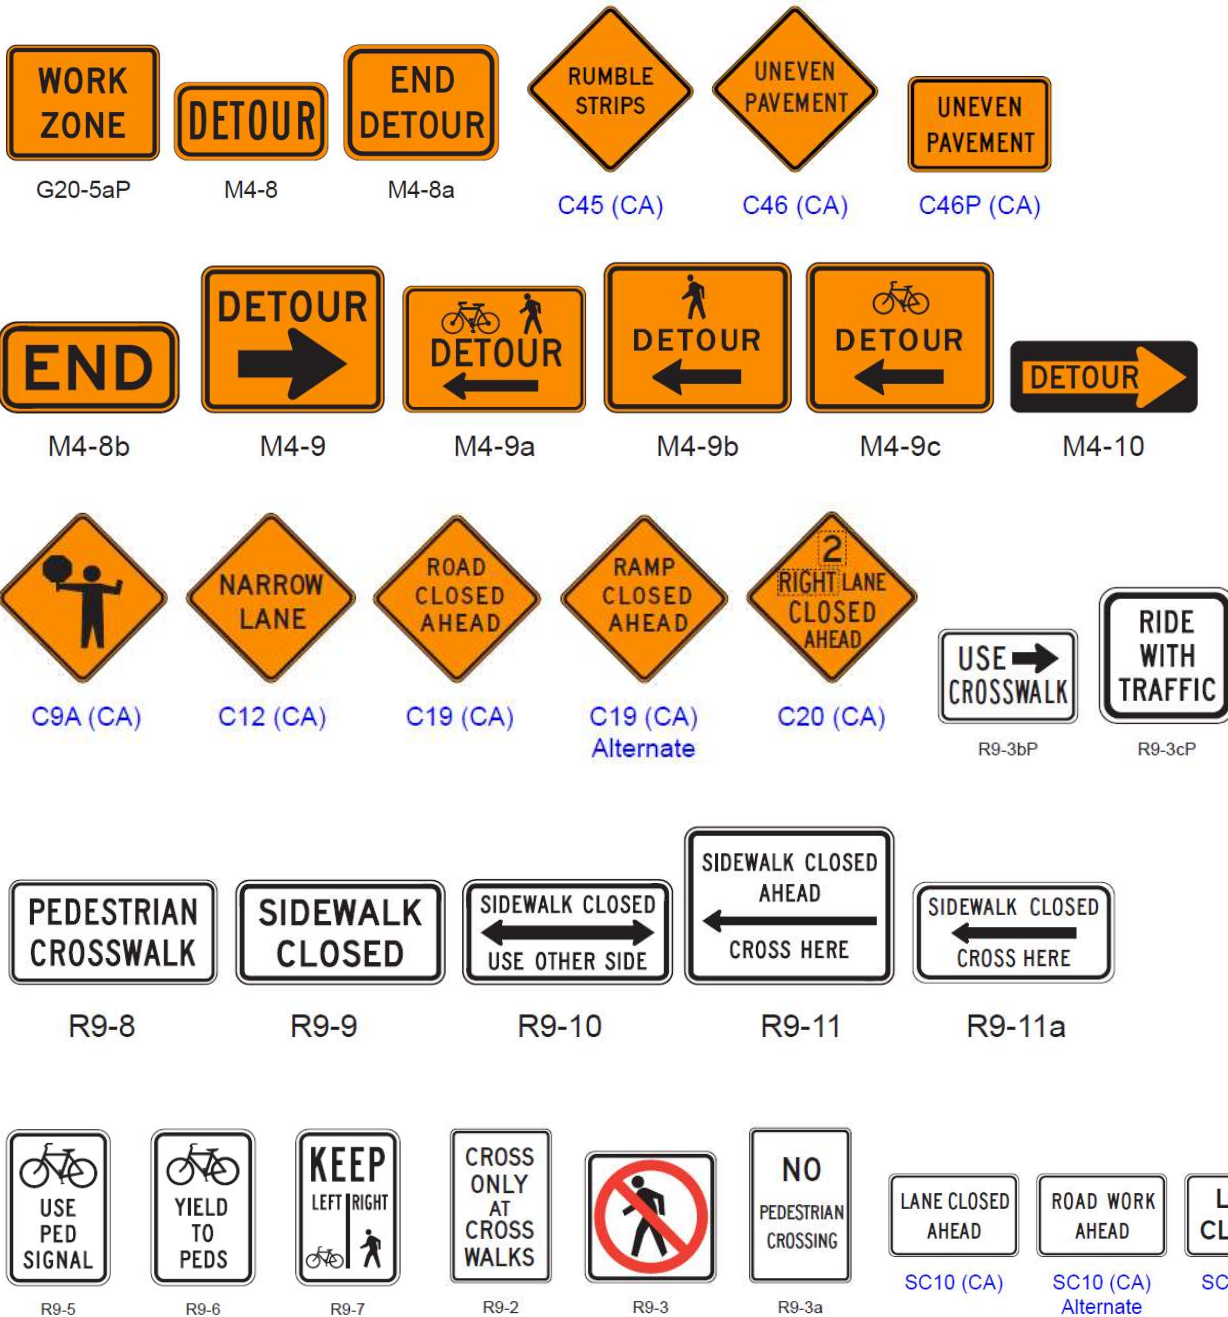 WORK
ZONE
G20-5aP
DETOUR
M4-8
END
DETOUR
M4-8a
RUMBLE
STRIPS
C45 (CA)
UNEVEN
PAVEMENT
C46 (CA)
UNEVEN
PAVEMENT
C46P (CA)
END
M4-8b
DETOUR
M4-9
DETOUR
M4-9a
DETOUR
M4-9b
DETOUR
M4-9c
DETOUR
M4-10
C9A (CA)
NARROW
LANE
C12 (CA)
ROAD
CLOSED
AHEAD
C19 (CA)
RAMP
CLOSED
AHEAD
C19 (CA)
Alternate
2
RIGHT LANE
CLOSED
AHEAD
C20 (CA)
USE
CROSSWALK
R9-3bP
RIDE
WITH
TRAFFIC
R9-3cP
PEDESTRIAN
CROSSWALK
R9-8
SIDEWALK
CLOSED
R9-9
SIDEWALK CLOSED
USE OTHER SIDE
R9-10
SIDEWALK CLOSED
AHEAD
CROSS HERE
R9-11
SIDEWALK CLOSED
CROSS HERE
R9-11a
USE
PED
SIGNAL
R9-5
YIELD
TO
PEDS
R9-6
KEEP
LEFT RIGHT
R9-7
CROSS
ONLY
AT
CROSS
WALKS
R9-2
R9-3
NO
PEDESTRIAN
CROSSING
R9-3a
LANE CLOSED
AHEAD
SC10 (CA)
ROAD WORK
AHEAD
SC10 (CA)
Alternate
L
CL
SC